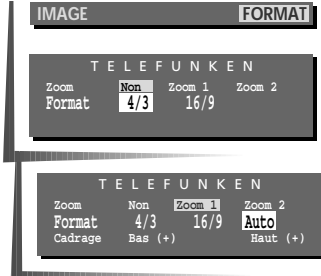 IMAGE FORMAT
TELEFUNKEN
Zoom Non Zoom 1 Zoom 2
Format 4/3 16/9
TELEFUNKEN
Zoom Non Zoom 1 Zoom 2
Format 4/3 16/9 Auto
Cadrage Bas (+) Haut (+)